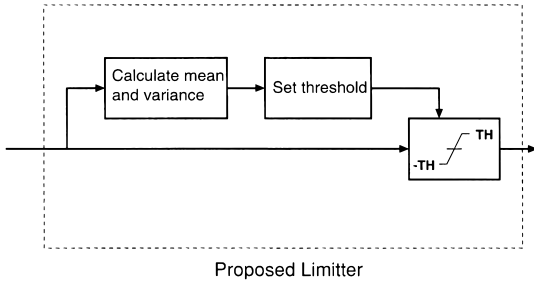 Calculate mean
and variance
Set threshold
TH
-TH
Proposed Limitter